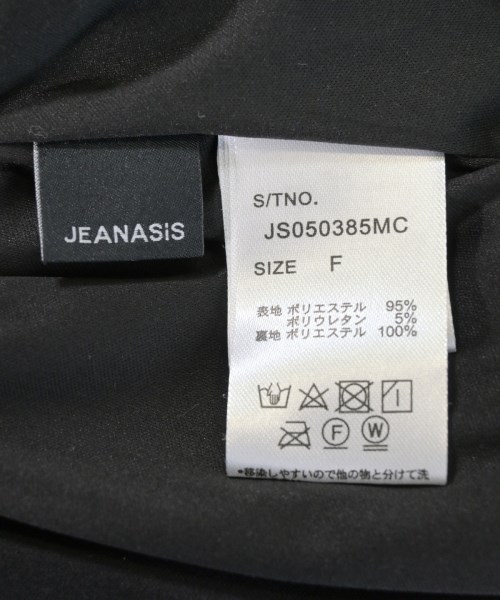 JEANASiS
S/TNO.
JS050385MC
SIZE F
表地 ポリエステル 95%
ポリウレタン 5%
裏地 ポリエステル 100%
F W
*移染しやすいので他の物と分けて洗